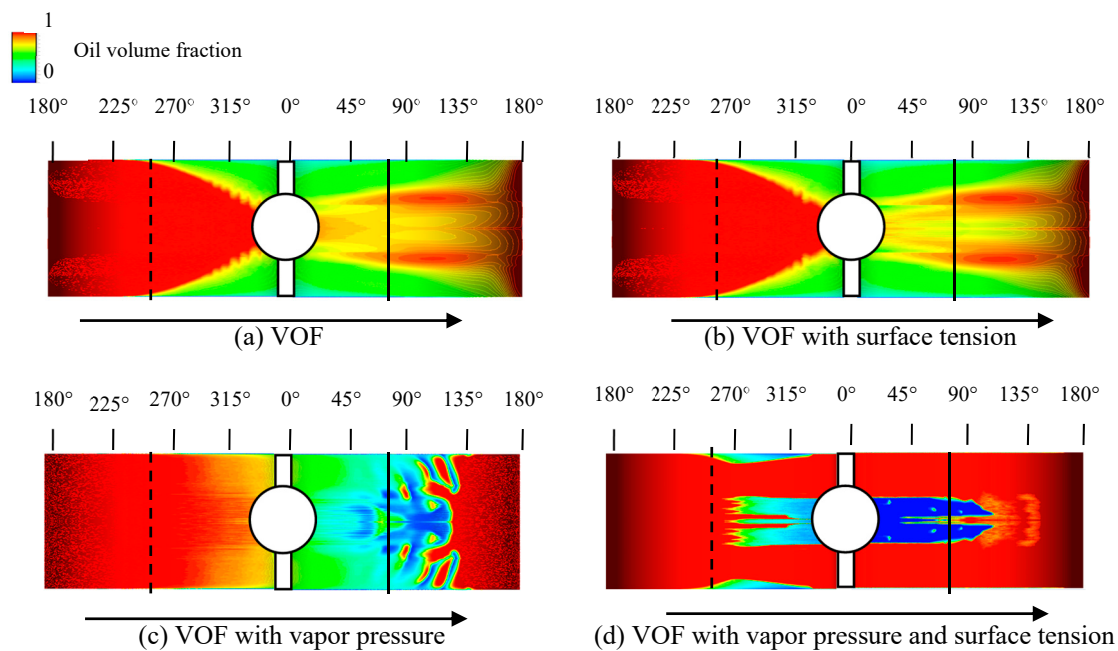 1
Oil volume fraction
0
180° 225° 270° 315° 0° 45° 90° 135° 180°
180° 225° 270° 315° 0° 45° 90° 135° 180°
(a) VOF
(b) VOF with surface tension
180° 225° 270° 315° 0° 45° 90° 135° 180°
180° 225° 270° 315° 0° 45° 90° 135° 180°
(c) VOF with vapor pressure
(d) VOF with vapor pressure and surface tension